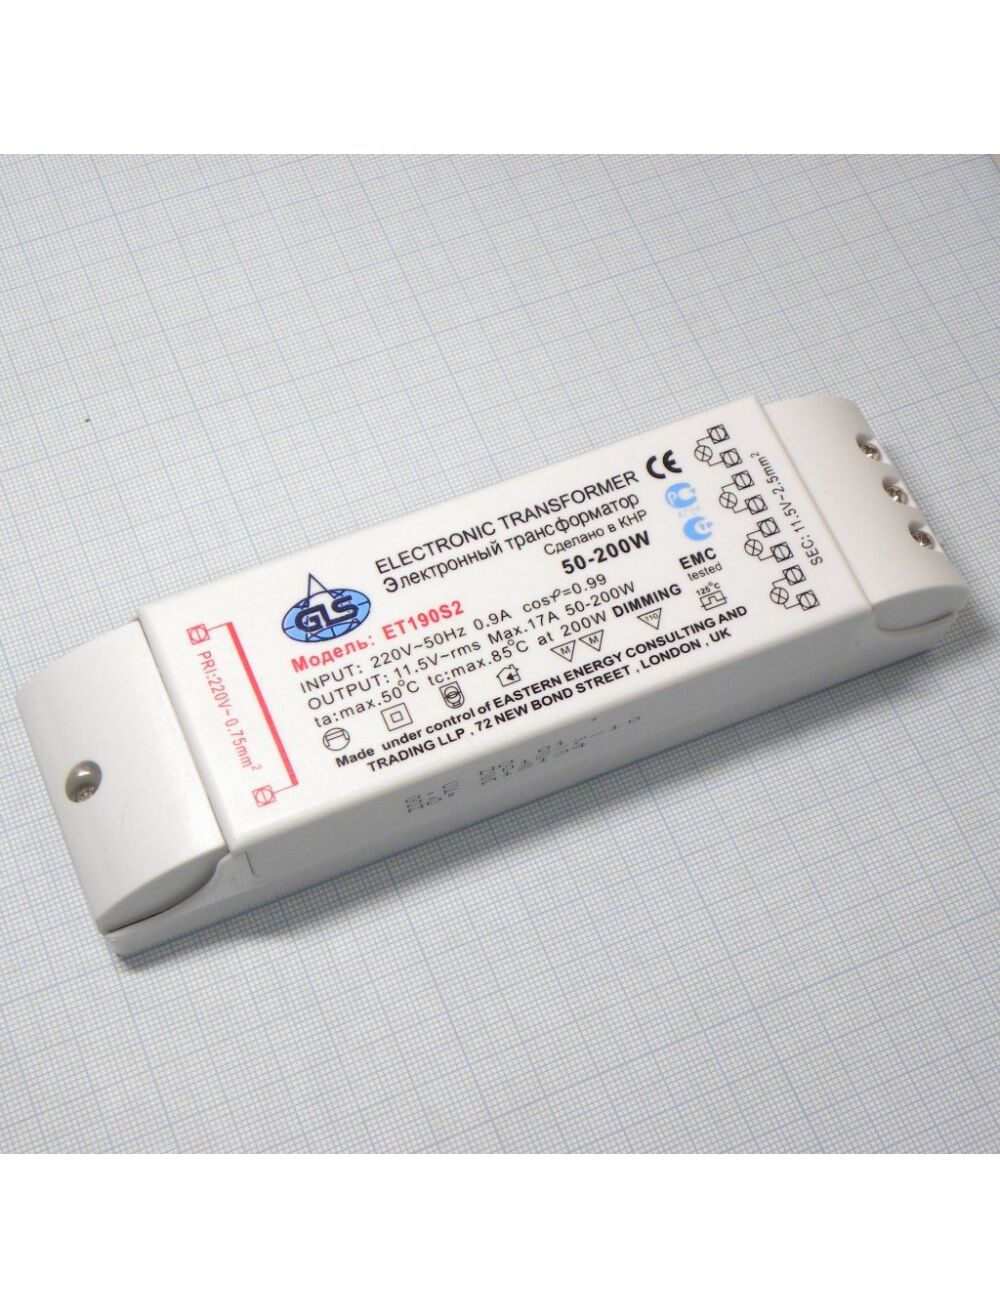 ELECTRONIC TRANSFORMER
Электронный трансформатор
Сделано в КНР
50-200W
CE
GLS
Модель: ET190S2
INPUT: 220V~50Hz 0.9A cosφ=0.99
OUTPUT: 11.5V~rms Max.17A 50-200W
ta:max.50°C tc:max.85°C at 200W DIMMING
M M 110
EMC
tested
125°C
Made under control of EASTERN ENERGY CONSULTING AND
TRADING LLP , 72 NEW BOND STREET , LONDON , UK
PRI:220V~0.75mm²
SEC:11.5V~2.5mm²